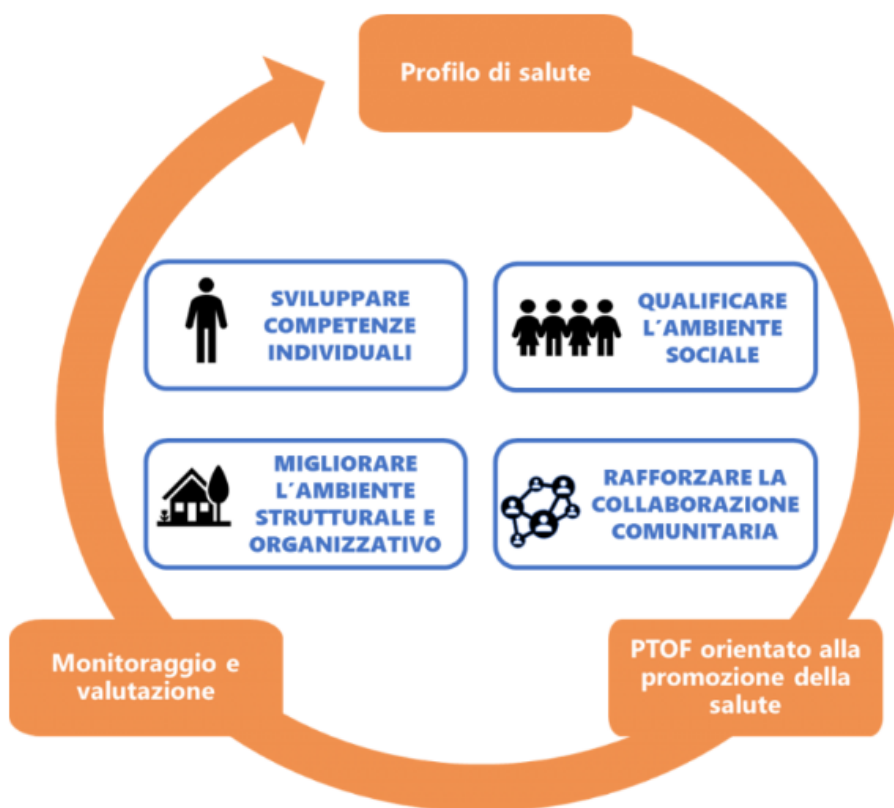 Profilo di salute
SVILUPPARE
COMPETENZE
INDIVIDUALI
QUALIFICARE
L´AMBIENTE
SOCIALE
MIGLIORARE
L´AMBIENTE
STRUTTURALE E
ORGANIZZATIVO
RAFFORZARE LA
COLLABORAZIONE
COMUNITARIA
Monitoraggio e
valutazione
PTOF orientato alla
promozione della
salute